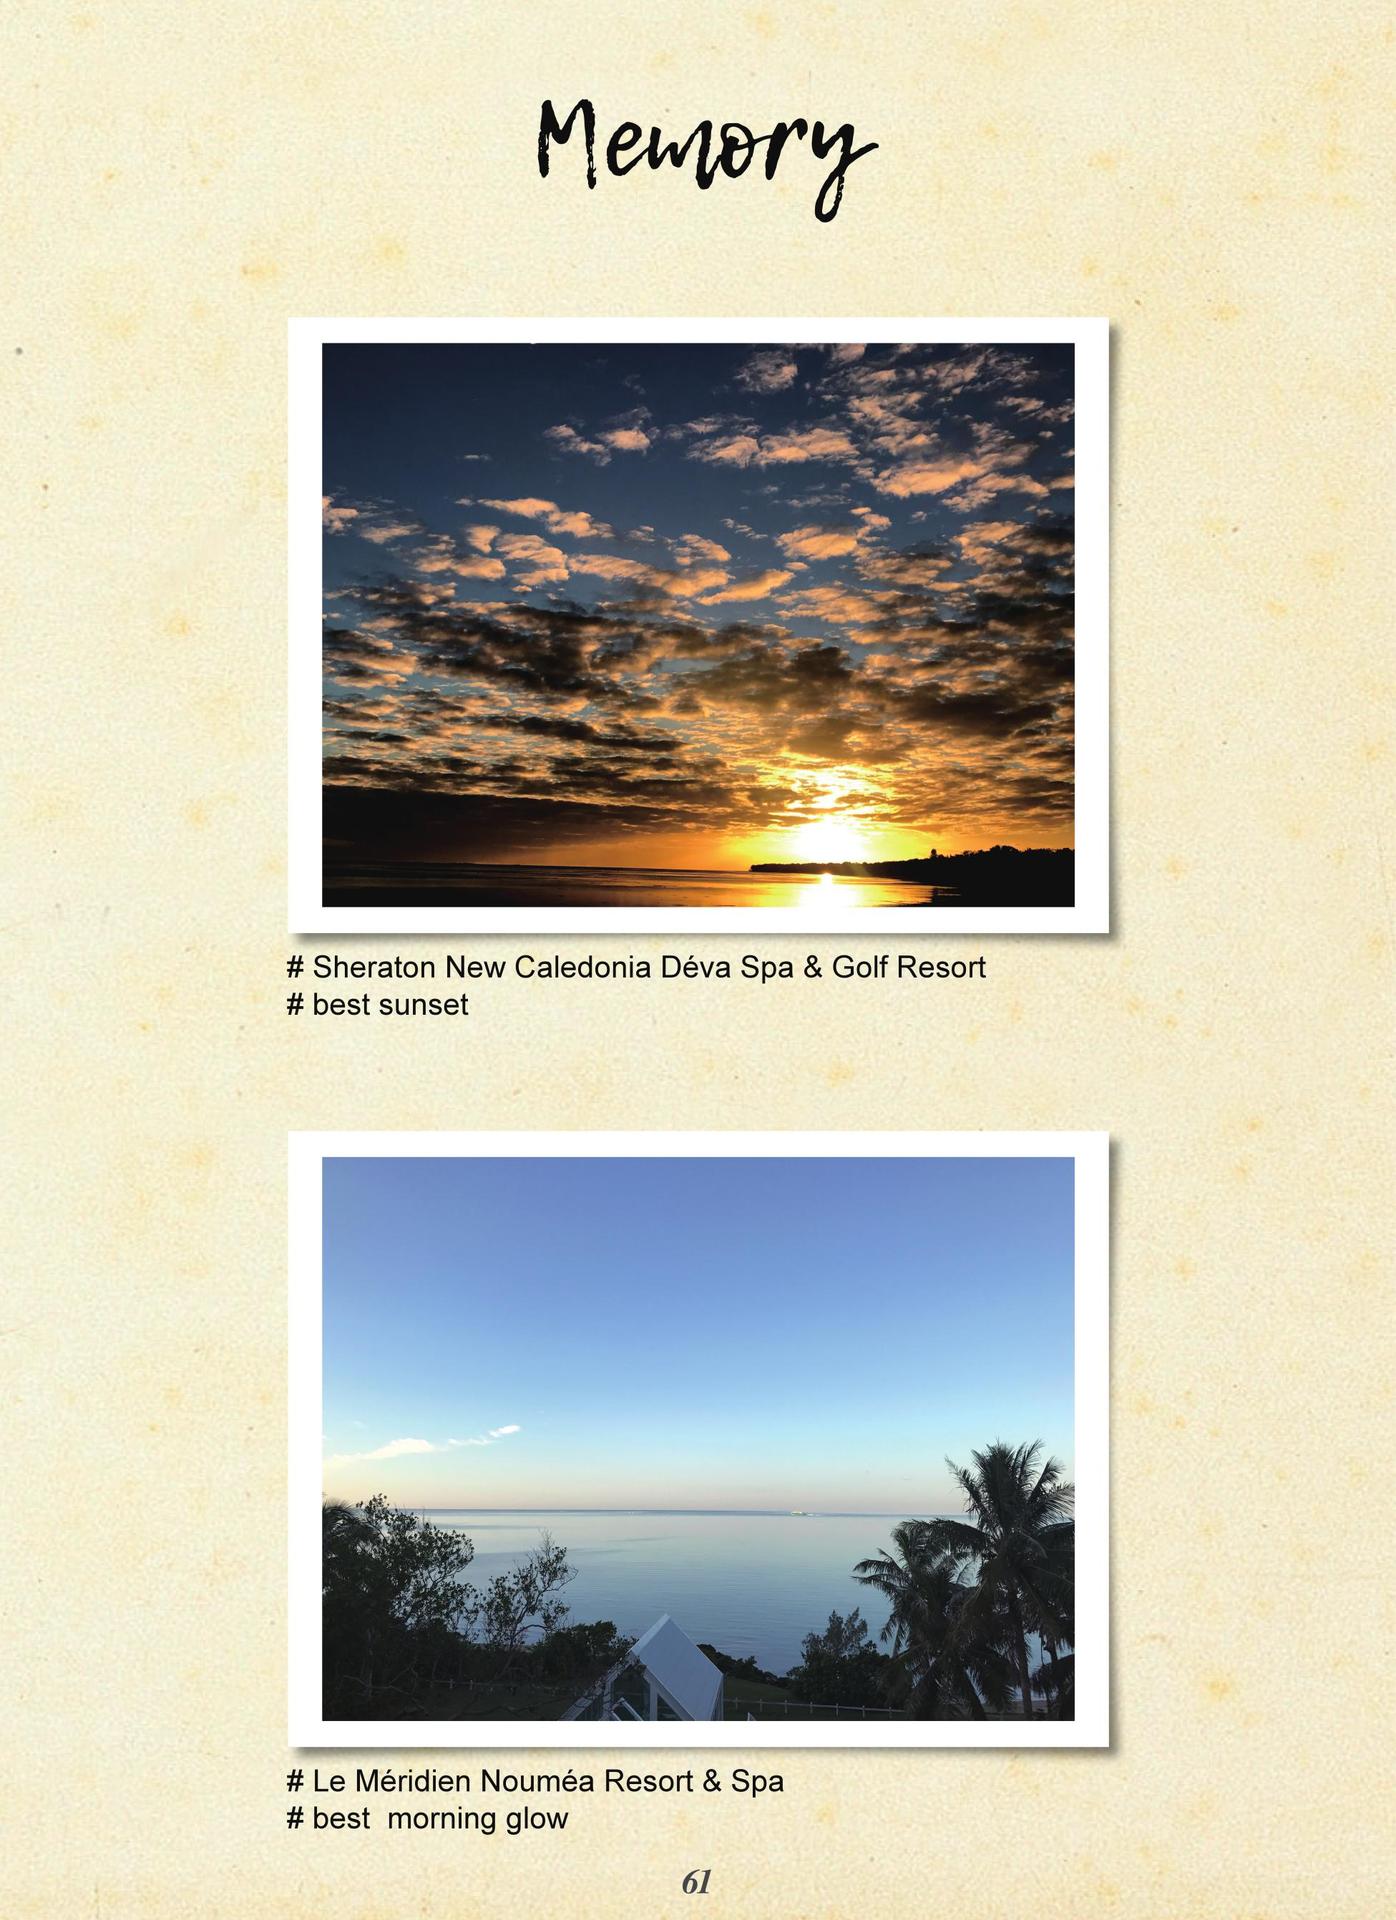 Memory
# Sheraton New Caledonia Déva Spa & Golf Resort
# best sunset
# Le Méridien Nouméa Resort & Spa
# best  morning glow
61